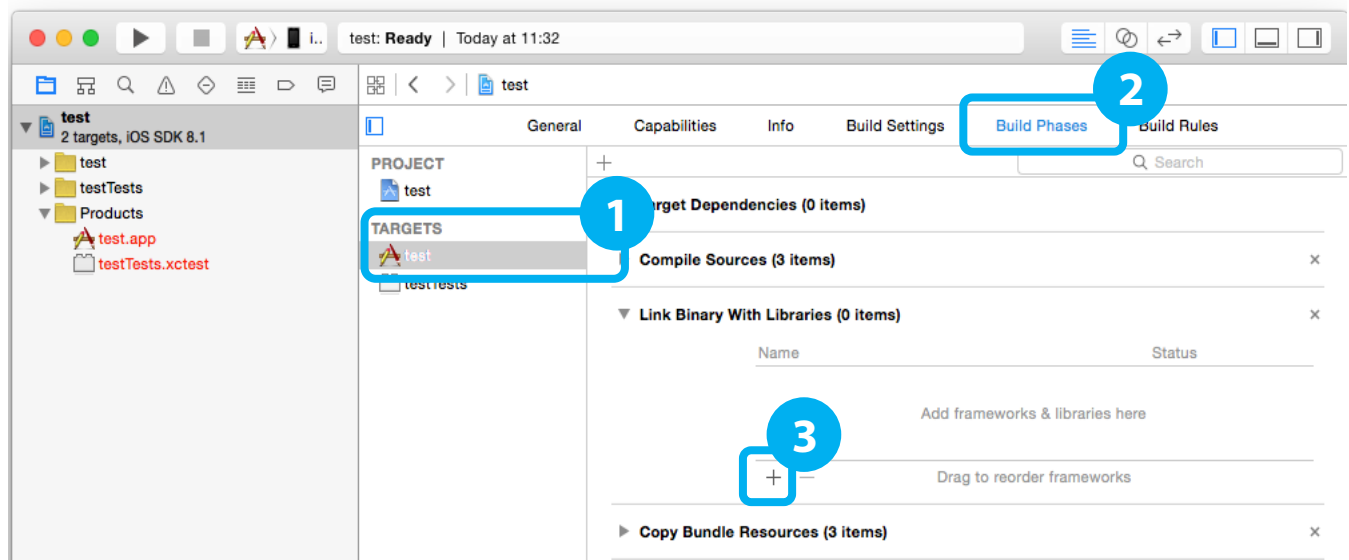 i..
test: Ready | Today at 11:32
test
test
2 targets, iOS SDK 8.1
test
testTests
Products
test.app
testTests.xctest
General Capabilities Info Build Settings Build Phases Build Rules
2
PROJECT
test
TARGETS
test
testTests
1
Search
Target Dependencies (0 items)
Compile Sources (3 items)
Link Binary With Libraries (0 items)
Name Status
Add frameworks & libraries here
3
Drag to reorder frameworks
Copy Bundle Resources (3 items)